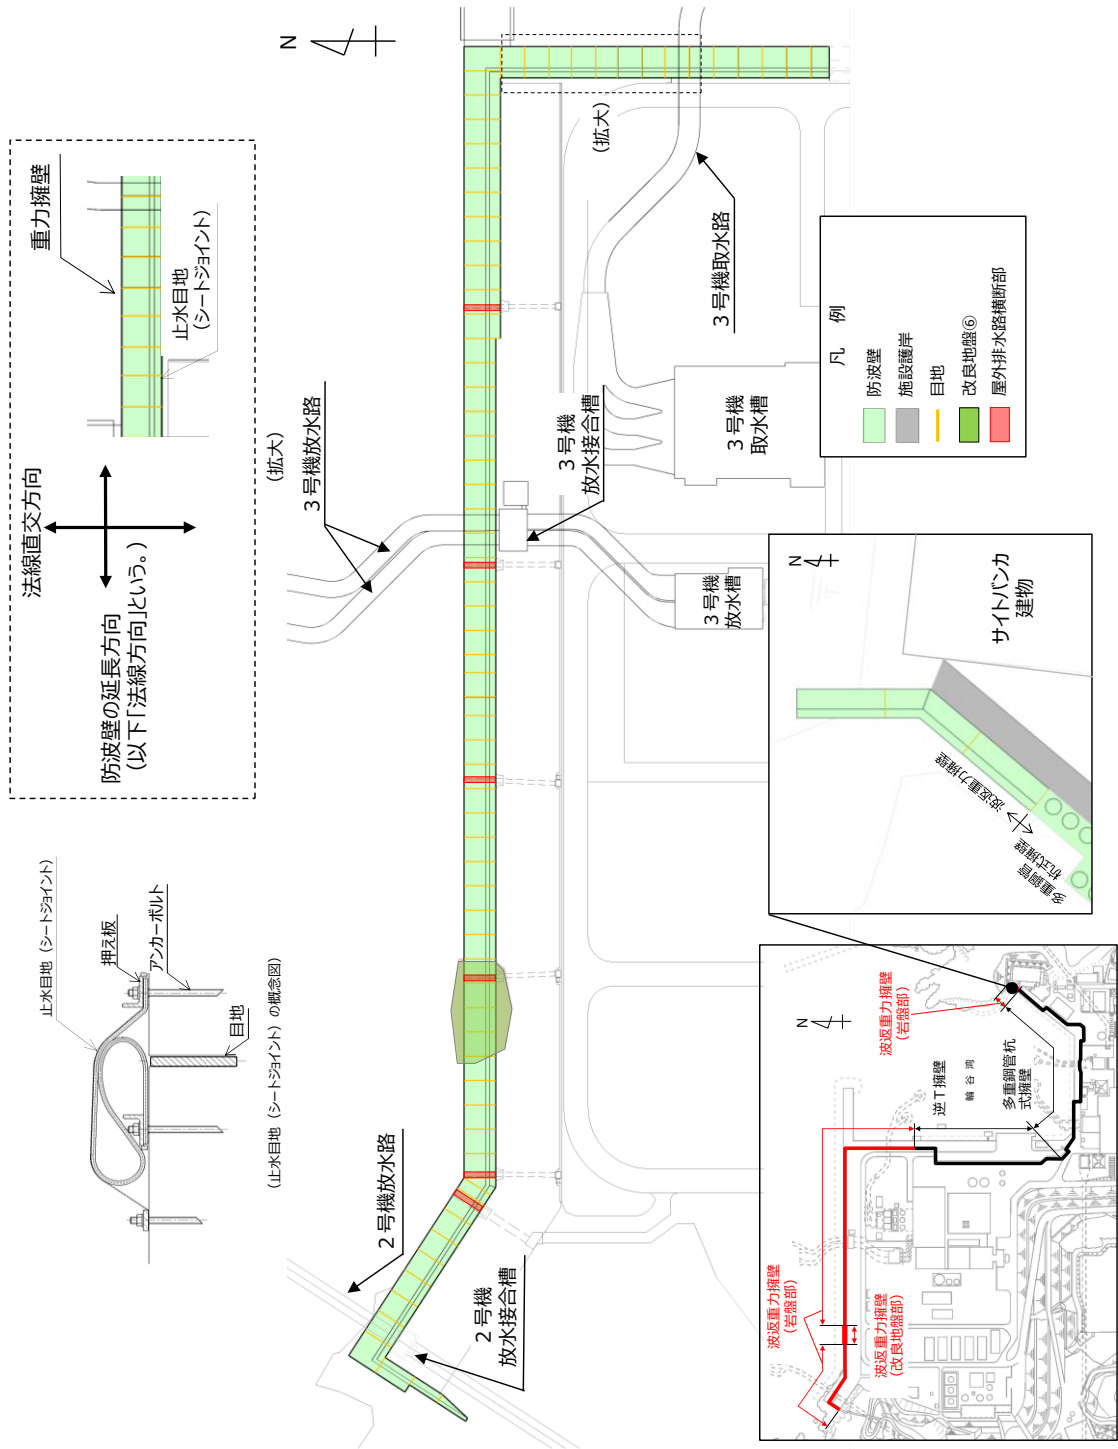 法線直交方向
防波壁の延長方向
(以下「法線方向」という。)
重力擁壁
止水目地
(シートジョイント)
(拡大)
止水目地(シートジョイント)
押え板
アンカーボルト
目地
(止水目地(シートジョイント)の概念図)
N
(拡大)
3号機取水路
3号機放水路
3号機
放水接合槽
3号機
取水槽
3号機
放水槽
2号機放水路
2号機
放水接合槽
凡 例
防波壁
施設護岸
目地
改良地盤⑥
屋外排水路横断部
N
サイトバンカ
建物
波返重力擁壁
多重鋼管
杭式擁壁
N
波返重力擁壁
(岩盤部)
逆T擁壁
輪谷湾
多重鋼管杭
式擁壁
波返重力擁壁
(岩盤部)
波返重力擁壁
(改良地盤部)